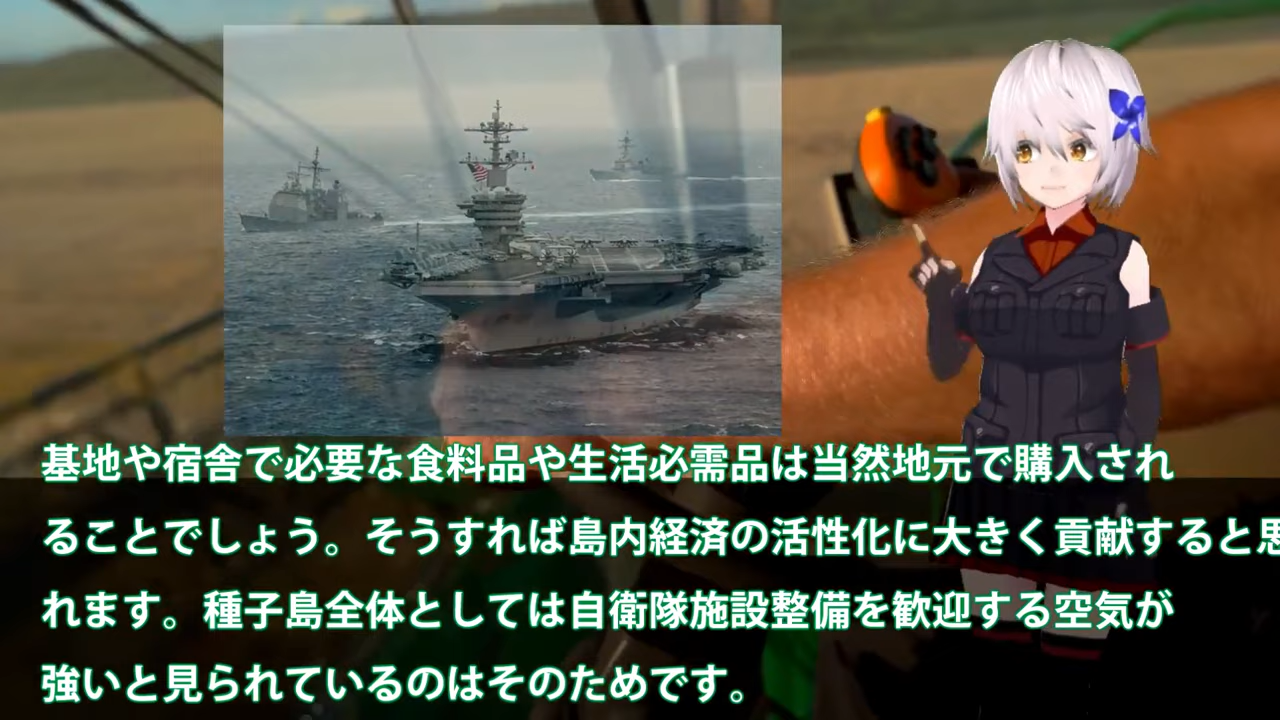 基地や宿舎で必要な食料品や生活必需品は当然地元で購入され
ることでしょう。そうすれば島内経済の活性化に大きく貢献すると思
れます。種子島全体としては自衛隊施設整備を歓迎する空気が
強いと見られているのはそのためです。